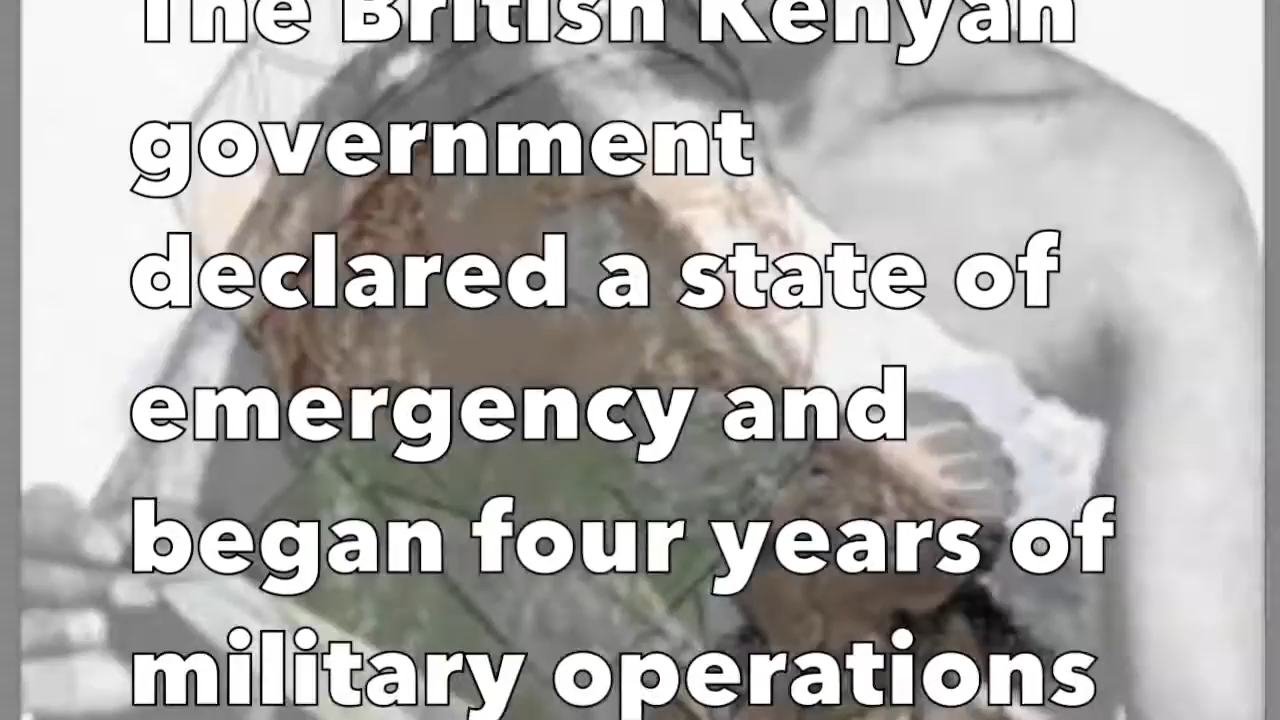 The British Kenyan
government
declared a state of
emergency and
began four years of
military operations